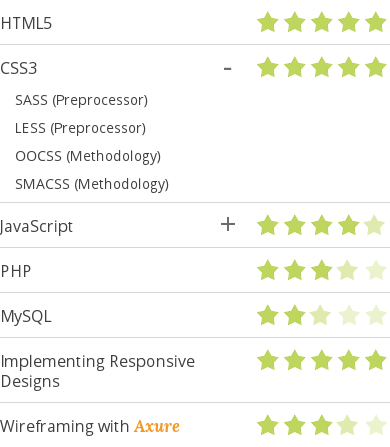 HTML5
CSS3 -
SASS (Preprocessor)
LESS (Preprocessor)
OOCSS (Methodology)
SMACSS (Methodology)
JavaScript +
PHP
MySQL
Implementing Responsive
Designs
Wireframing with Axure